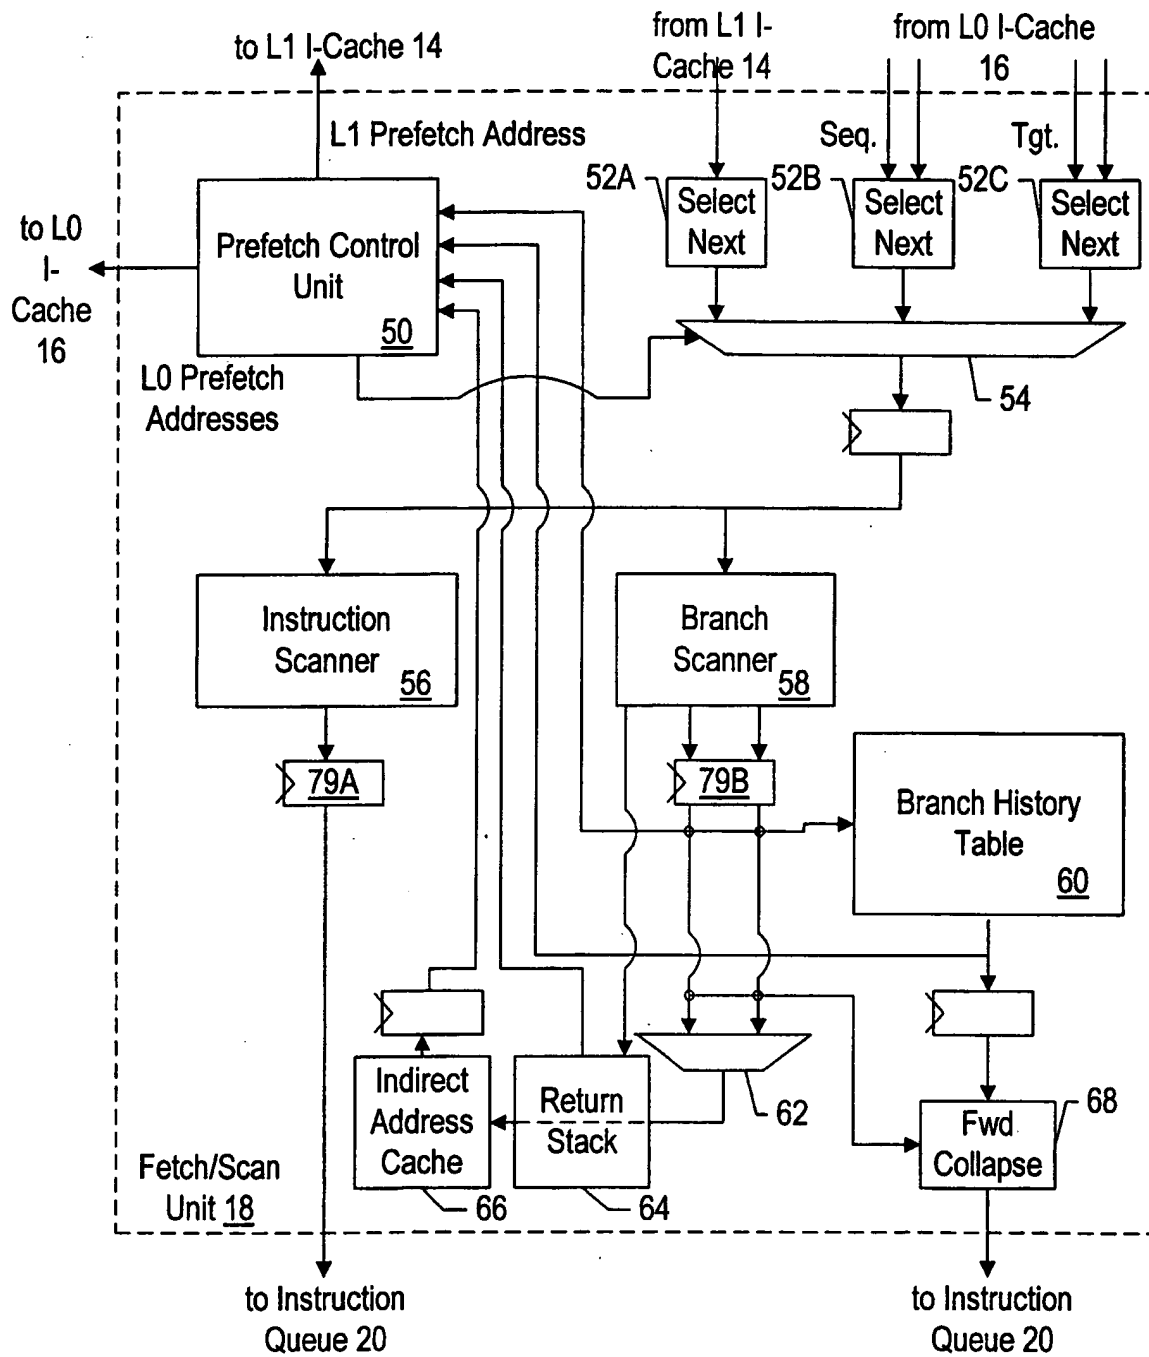 to L1 I-Cache 14
from L1 I-
Cache 14
from L0 I-Cache
16
L1 Prefetch Address
Seq.
Tgt.
52A
Select
Next
52B
Select
Next
52C
Select
Next
to L0
I-
Cache
16
Prefetch Control
Unit
50
L0 Prefetch
Addresses
54
Instruction
Scanner
56
Branch
Scanner
58
79A
79B
Branch History
Table
60
Indirect
Address
Cache
66
Return
Stack
64
62
Fwd
Collapse
68
Fetch/Scan
Unit 18
to Instruction
Queue 20
to Instruction
Queue 20